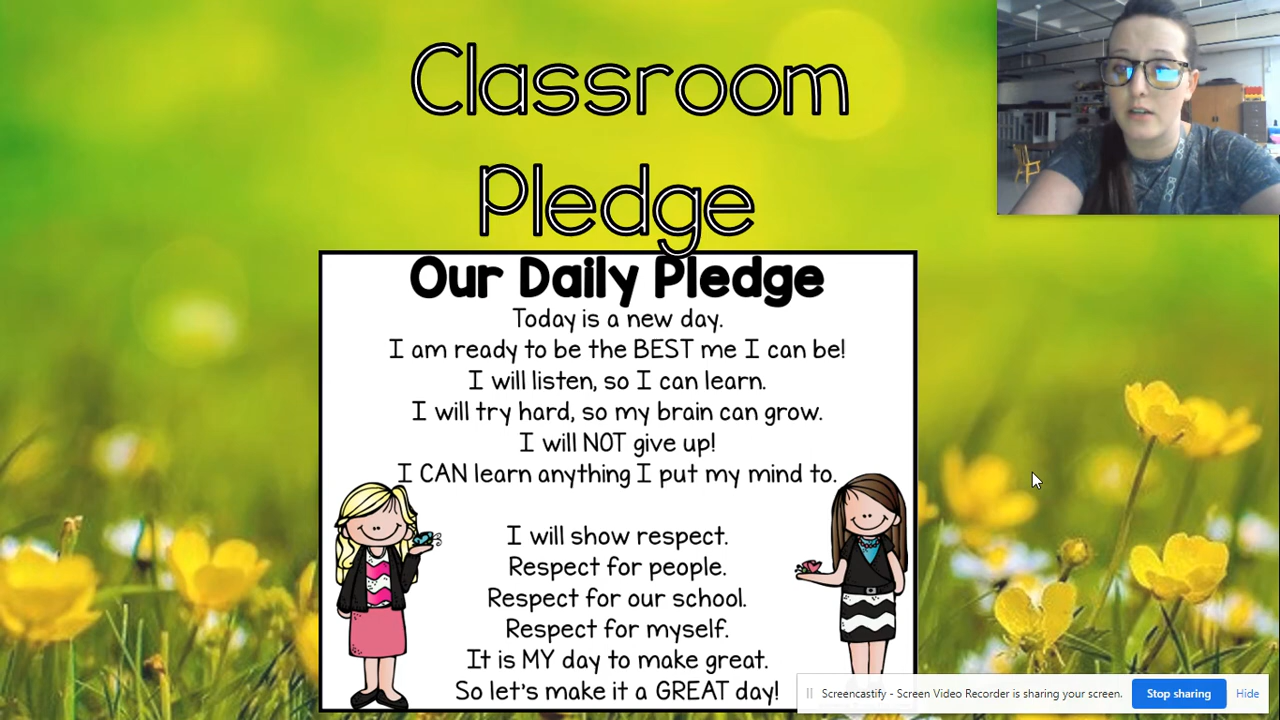 Classroom
Pledge
Our Daily Pledge
Today is a new day.
I am ready to be the BEST me I can be!
I will listen, so I can learn.
I will try hard, so my brain can grow.
I will NOT give up!
I CAN learn anything I put my mind to.
I will show respect.
Respect for people.
Respect for our school.
Respect for myself.
It is MY day to make great.
So let's make it a GREAT day!
Screencastify - Screen Video Recorder is sharing your screen.
Stop sharing
Hide